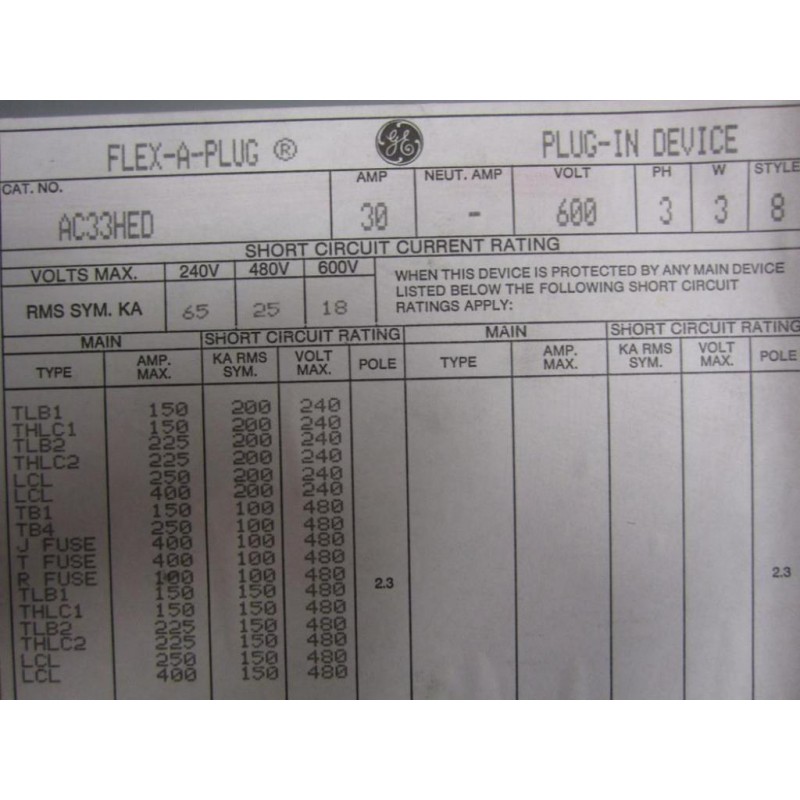 FLEX-A-PLUG ® GE PLUG-IN DEVICE
CAT. NO. AMP NEUT. AMP VOLT PH W STYLE
AC33HED 30 - 600 3 3 8
SHORT CIRCUIT CURRENT RATING
VOLTS MAX. 240V 480V 600V
RMS SYM. KA 65 25 18
WHEN THIS DEVICE IS PROTECTED BY ANY MAIN DEVICE
LISTED BELOW THE FOLLOWING SHORT CIRCUIT
RATINGS APPLY:
MAIN SHORT CIRCUIT RATING MAIN SHORT CIRCUIT RATING
TYPE AMP. MAX. KA RMS SYM. VOLT MAX. POLE TYPE AMP. MAX. KA RMS SYM. VOLT MAX. POLE
TLB1 150 200 240
THLC1 150 200 240
TLB2 225 200 240
THLC2 225 200 240
LCL 250 200 240
LCL 400 200 240
TB1 150 100 480
TB4 250 100 480
J FUSE 400 100 480
T FUSE 400 100 480
R FUSE 100 100 480
2.3 2.3
TLB1 150 150 480
THLC1 150 150 480
TLB2 225 150 480
THLC2 225 150 480
LCL 250 150 480
LCL 400 150 480